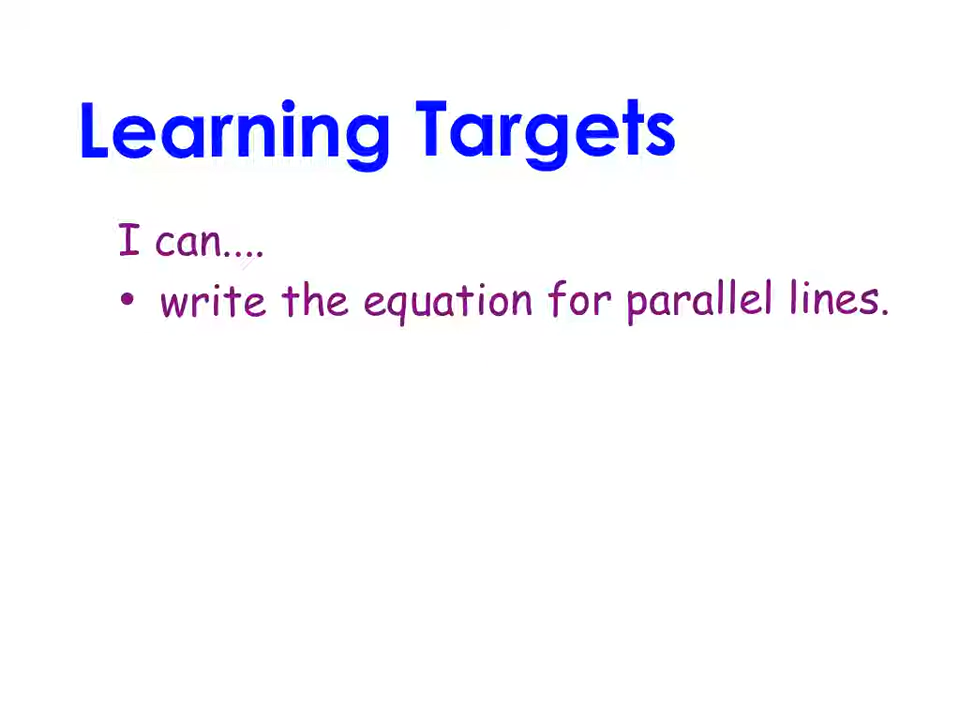 Learning Targets
I can....
• write the equation for parallel lines.